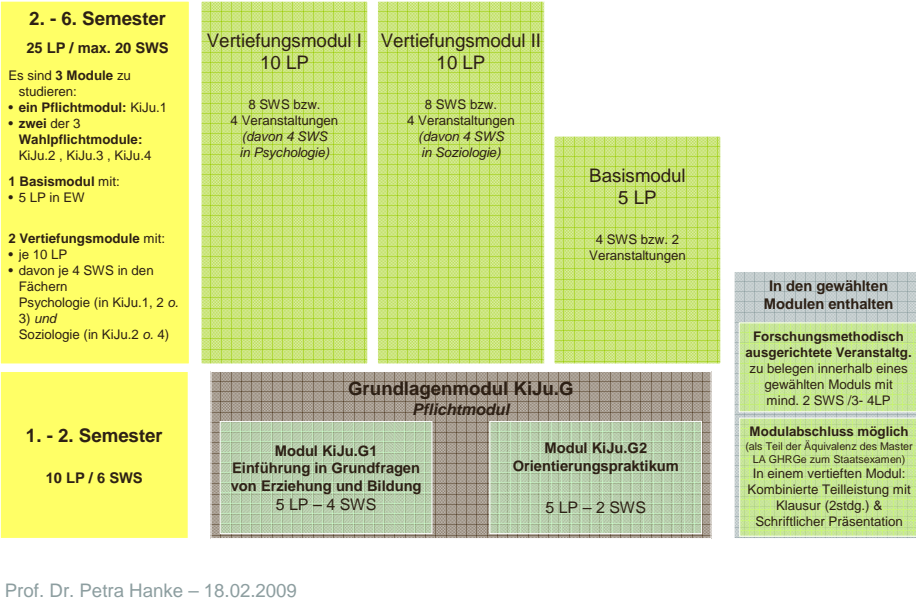 2. - 6. Semester
25 LP / max. 20 SWS
Es sind 3 Module zu
studieren:
• ein Pflichtmodul: KiJu.1
• zwei der 3
Wahlpflichtmodule:
KiJu.2 , KiJu.3 , KiJu.4
1 Basismodul mit:
• 5 LP in EW
2 Vertiefungsmodule mit:
• je 10 LP
• davon je 4 SWS in den
Fächern
Psychologie (in KiJu.1, 2 o.
3) und
Soziologie (in KiJu.2 o. 4)
Vertiefungsmodul I
10 LP
8 SWS bzw.
4 Veranstaltungen
(davon 4 SWS
in Psychologie)
Vertiefungsmodul II
10 LP
8 SWS bzw.
4 Veranstaltungen
(davon 4 SWS
in Soziologie)
Basismodul
5 LP
4 SWS bzw. 2
Veranstaltungen
In den gewählten
Modulen enthalten
Forschungsmethodisch
ausgerichtete Veranstaltg.
zu belegen innerhalb eines
gewählten Moduls mit
mind. 2 SWS /3- 4LP
Modulabschluss möglich
(als Teil der Äquivalenz des Master
LA GHRGe zum Staatsexamen)
In einem vertieften Modul:
Kombinierte Teilleistung mit
Klausur (2stdg.) &
Schriftlicher Präsentation
1. - 2. Semester
10 LP / 6 SWS
Grundlagenmodul KiJu.G
Pflichtmodul
Modul KiJu.G1
Einführung in Grundfragen
von Erziehung und Bildung
5 LP – 4 SWS
Modul KiJu.G2
Orientierungspraktikum
5 LP – 2 SWS
Prof. Dr. Petra Hanke – 18.02.2009